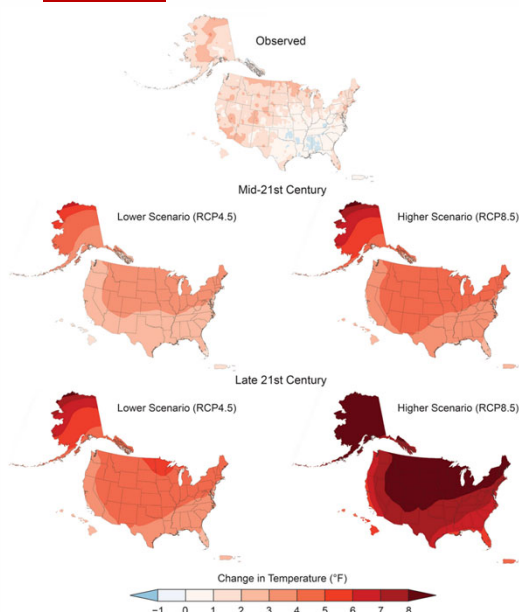 Observed
Mid-21st Century
Lower Scenario (RCP4.5)
Higher Scenario (RCP8.5)
Late 21st Century
Lower Scenario (RCP4.5)
Higher Scenario (RCP8.5)
Change in Temperature (°F)
−1 0 1 2 3 4 5 6 7 8